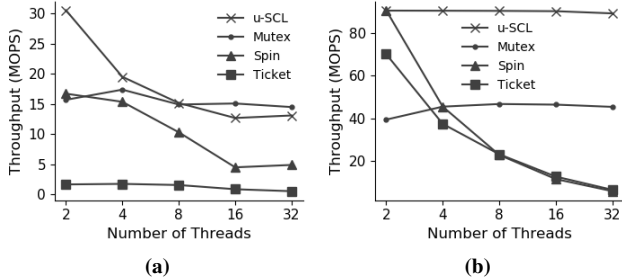 Throughput (MOPS)
30
25
20
15
10
5
0
2 4 8 16 32
Number of Threads
u-SCL
Mutex
Spin
Ticket
(a)
Throughput (MOPS)
80
60
40
20
2 4 8 16 32
Number of Threads
u-SCL
Mutex
Spin
Ticket
(b)